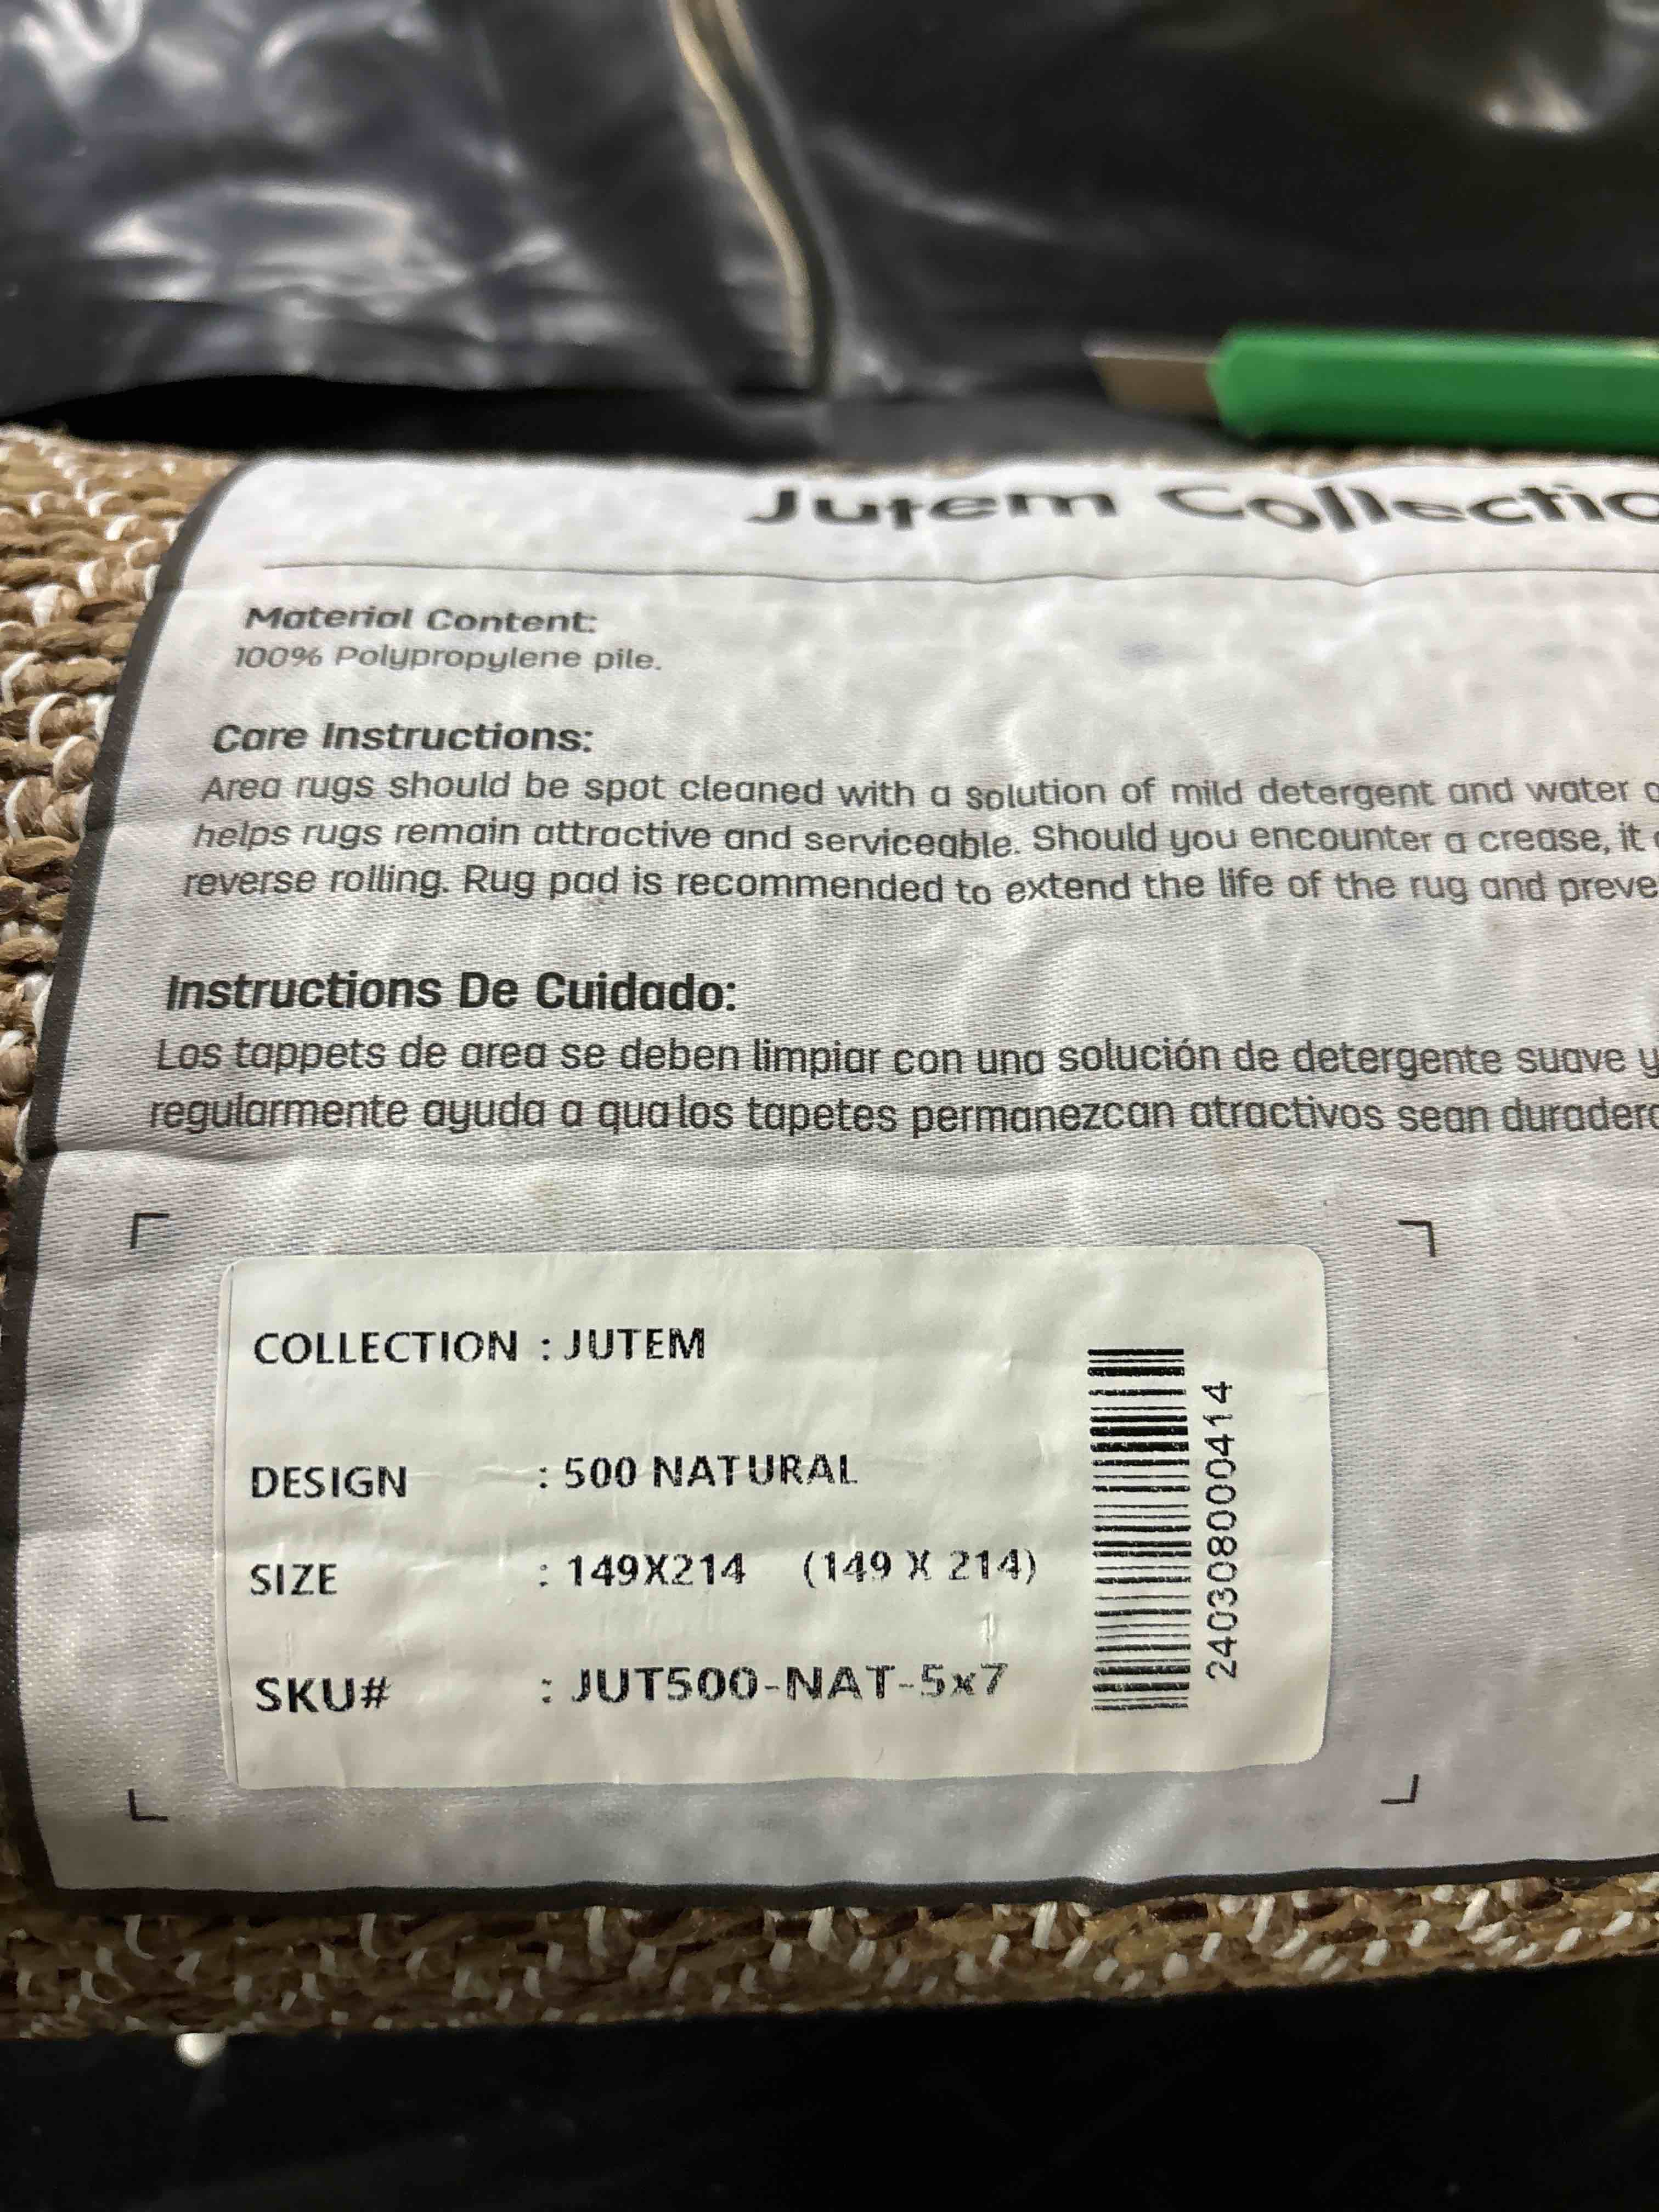 Jutem Collectio
Material Content:
100% Polypropylene pile.
Care Instructions:
Area rugs should be spot cleaned with a solution of mild detergent and water
helps rugs remain attractive and serviceable. Should you encounter a crease, it
reverse rolling. Rug pad is recommended to extend the life of the rug and preve
Instructions De Cuidado:
Los tappets de area se deben limpiar con una solución de detergente suave y
regularmente ayuda a qua los tapetes permanezcan atractivos sean duradero
COLLECTION : JUTEM
DESIGN : 500 NATURAL
SIZE : 149X214 (149 X 214)
SKU# : JUT500-NAT-5x7
240308000414